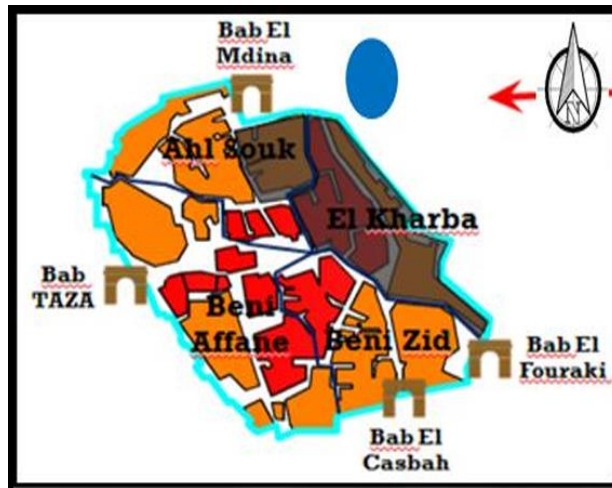 Bab El
Mdina
N
Ahl Souk
El Kharba
Bab
TAZA
Beni
Affane
Beni Zid
Bab El
Fouraki
Bab El
Casbah